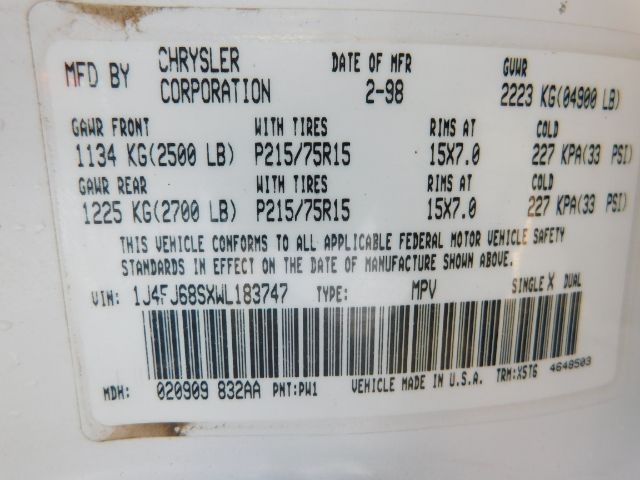 MFD BY CHRYSLER CORPORATION DATE OF MFR 2-98 GVWR 2223 KG(04900 LB)
GAWR FRONT WITH TIRES RIMS AT COLD
1134 KG(2500 LB) P215/75R15 15X7.0 227 KPA(33 PSI)
GAWR REAR WITH TIRES RIMS AT COLD
1225 KG(2700 LB) P215/75R15 15X7.0 227 KPA(33 PSI)
THIS VEHICLE CONFORMS TO ALL APPLICABLE FEDERAL MOTOR VEHICLE SAFETY
STANDARDS IN EFFECT ON THE DATE OF MANUFACTURE SHOWN ABOVE.
VIN: 1J4FJ68SXWL183747 TYPE: MPV SINGLE X DUAL
MDH: 020909 832AA PNT:PW1 VEHICLE MADE IN U.S.A. TRM:XST6 4648503